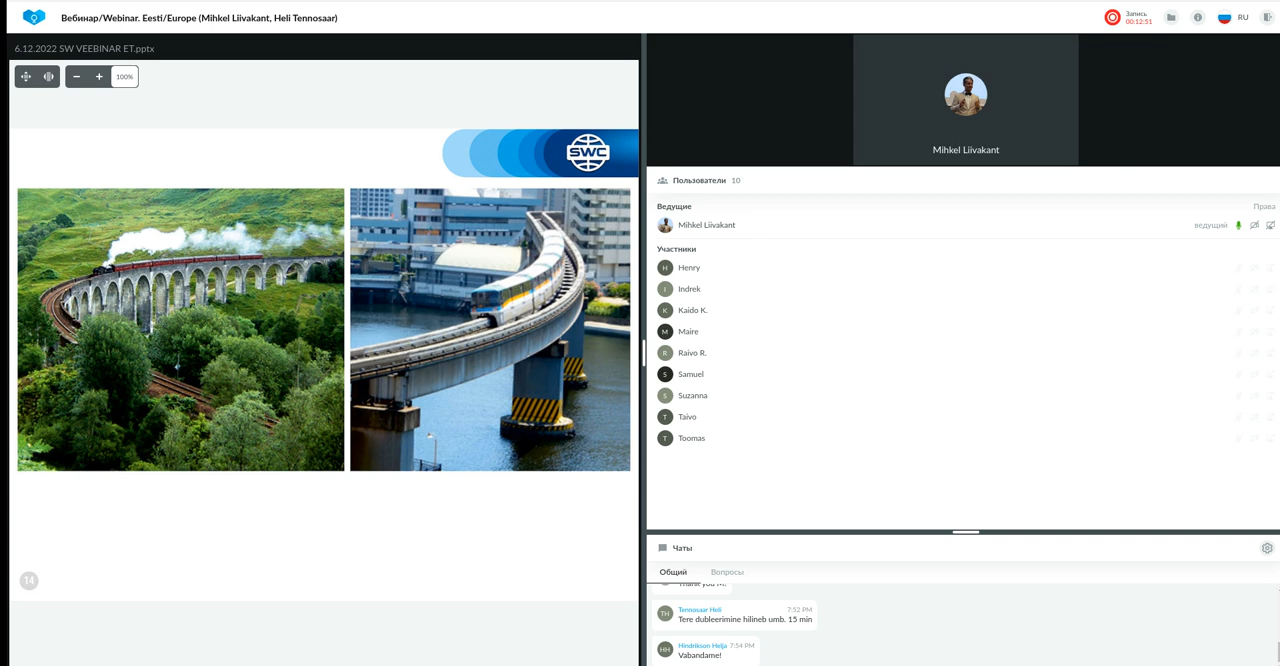 Вебинар/Webinar. Eesti/Europe (Mihkel Liivakant, Heli Tennosaar)
Запись
00:12:51
RU
6.12.2022 SW VEEBINAR ET.pptx
100%
SWC
14
Mihkel Liivakant
Пользователи 10
Ведущие Права
Mihkel Liivakant ведущий
Участники
H Henry
I Indrek
K Kaido K.
M Maire
R Raivo R.
S Samuel
S Suzanna
T Taivo
T Toomas
Чаты
Общий Вопросы
Thank you M!
TH Tennosaar Heli 7:52 PM
Tere dubleerimine hilineb umb. 15 min
HH Hindrikson Helja 7:54 PM
Vabandame!